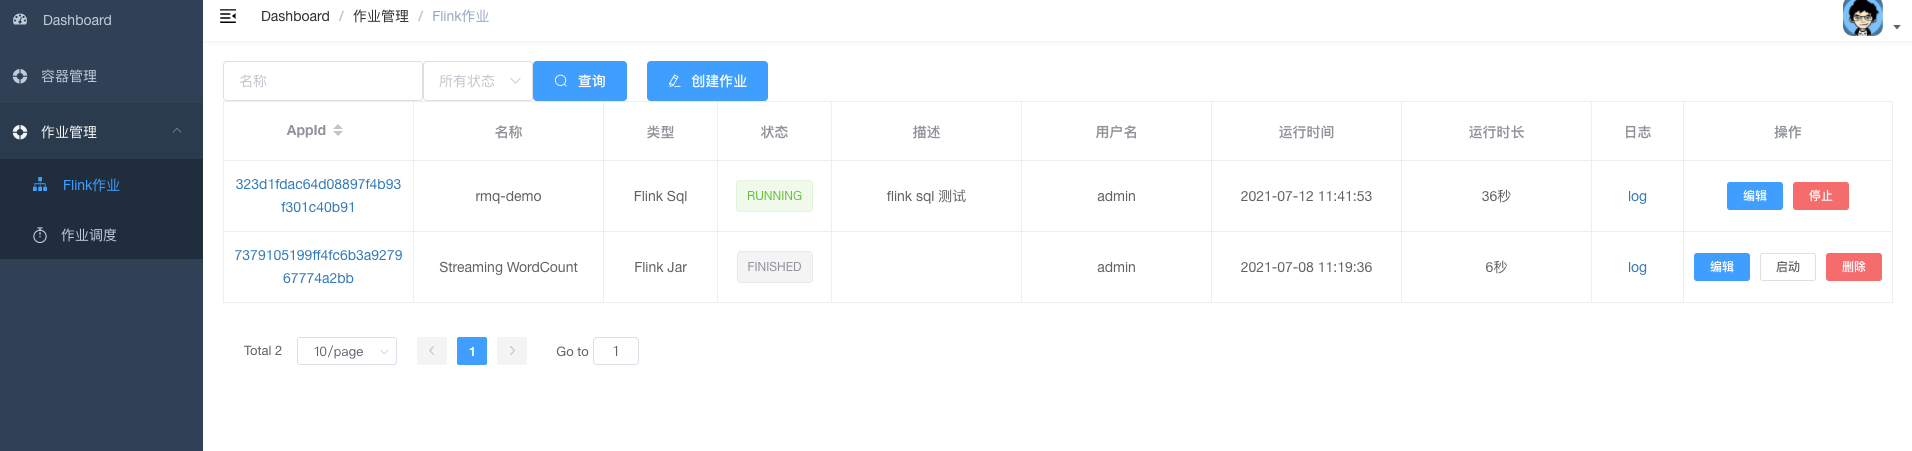 Dashboard
容器管理
作业管理
Flink作业
作业调度
Dashboard / 作业管理 / Flink作业
名称 所有状态 查询 创建作业
AppId 名称 类型 状态 描述 用户名 运行时间 运行时长 日志 操作
323d1fdac64d08897f4b93
f301c40b91
rmq-demo Flink Sql RUNNING flink sql 测试 admin 2021-07-12 11:41:53 36秒 log 编辑 停止
7379105199ff4fc6b3a9279
67774a2bb
Streaming WordCount Flink Jar FINISHED admin 2021-07-08 11:19:36 6秒 log 编辑 启动 删除
Total 2 10/page 1 Go to 1